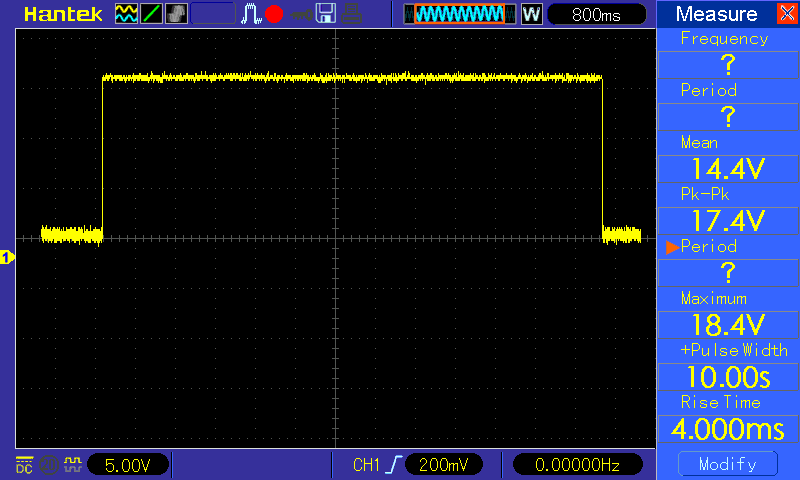 Hantek W 800ms Measure
Frequency
?
Period
?
Mean
14.4V
Pk-Pk
17.4V
Period
?
Maximum
18.4V
+Pulse Width
10.00s
Rise Time
4.000ms
Modify
1
DC 5.00V CH1 200mV 0.00000Hz